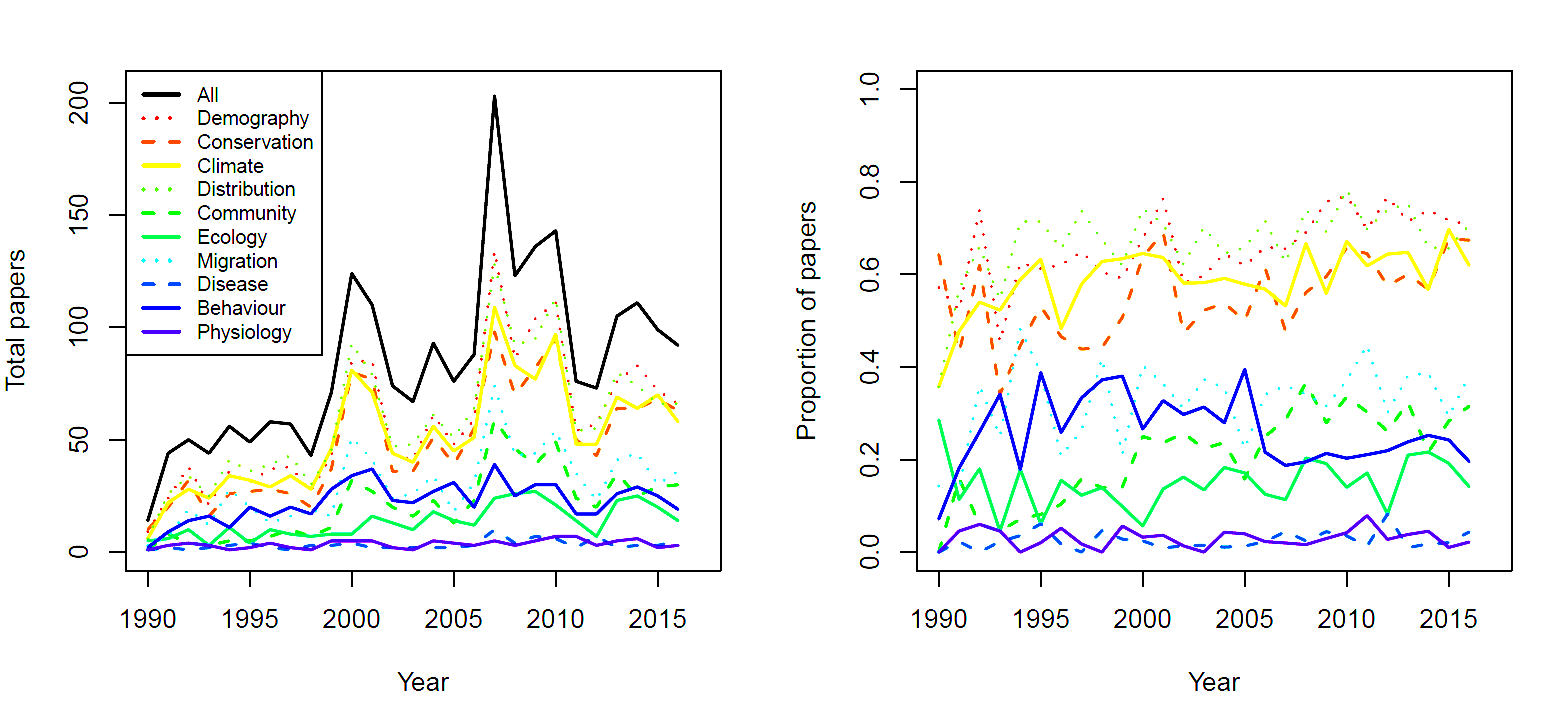 All
Demography
Conservation
Climate
Distribution
Community
Ecology
Migration
Disease
Behaviour
Physiology
Total papers
0
50
100
150
200
1990
1995
2000
2005
2010
2015
Year
Proportion of papers
0.0
0.2
0.4
0.6
0.8
1.0
1990
1995
2000
2005
2010
2015
Year